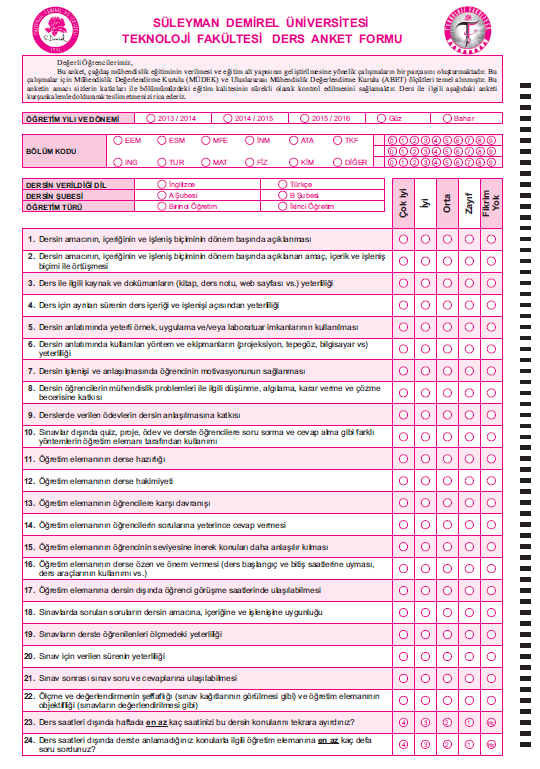 SÜLEYMAN DEMİREL ÜNİVERSİTESİ
TEKNOLOJİ FAKÜLTESİ DERS ANKET FORMU
Değerli Öğrencilerimiz,
Bu anket, çağdaş mühendislik eğitiminin verilmesi ve eğitim alt yapısının geliştirilmesine yönelik çalışmaların bir parçasını oluşturmaktadır. Bu
çalışmalar için Mühendislik Değerlendirme Kurulu (MÜDEK) ve Uluslararası Mühendislik Değerlendirme Kurulu (ABET) ölçütleri temel alınmıştır. Bu
anketin amacı sizlerin katkıları ile bölümümüzdeki eğitim kalitesinin sürekli olarak kontrol edilmesini sağlamaktır. Ders ile ilgili aşağıdaki anketi
kurşunkalemle doldurarak teslim etmenizi rica ederiz.
ÖĞRETİM YILI VE DÖNEMİ 2013 / 2014 2014 / 2015 2015 / 2016 Güz Bahar
BÖLÜM KODU
EEM ESM MFE İNM ATA TKF
ING TUR MAT FİZ KİM DİĞER
0 1 2 3 4 5 6 7 8 9
0 1 2 3 4 5 6 7 8 9
0 1 2 3 4 5 6 7 8 9
DERSİN VERİLDİĞİ DİL İngilizce Türkçe
DERSİN ŞUBESİ A Şubesi B Şubesi
ÖĞRETİM TÜRÜ Birinci Öğretim İkinci Öğretim
Çok İyi İyi Orta Zayıf Fikrim Yok
1. Dersin amacının, içeriğinin ve işleniş biçiminin dönem başında açıklanması
2. Dersin amacının, içeriğinin ve işleniş biçiminin dönem başında açıklanan amaç, içerik ve işleniş
biçimi ile örtüşmesi
3. Ders ile ilgili kaynak ve dokümanların (kitap, ders notu, web sayfası vs.) yeterliliği
4. Ders için ayrılan sürenin ders içeriği ve işlenişi açısından yeterliliği
5. Dersin anlatımında yeterli örnek, uygulama ve/veya laboratuar imkanlarının kullanılması
6. Dersin anlatımında kullanılan yöntem ve ekipmanların (projeksiyon, tepegöz, bilgisayar vs)
yeterliliği
7. Dersin işlenişi ve anlaşılmasında öğrencinin motivasyonunun sağlanması
8. Dersin öğrencilerin mühendislik problemleri ile ilgili düşünme, algılama, karar verme ve çözme
becerisine katkısı
9. Derslerde verilen ödevlerin dersin anlaşılmasına katkısı
10. Sınavlar dışında quiz, proje, ödev ve derste öğrencilere soru sorma ve cevap alma gibi farklı
yöntemlerin öğretim elemanı tarafından kullanımı
11. Öğretim elemanının derse hazırlığı
12. Öğretim elemanının derse hakimiyeti
13. Öğretim elemanının öğrencilere karşı davranışı
14. Öğretim elemanının öğrencilerin sorularına yeterince cevap vermesi
15. Öğretim elemanının öğrencinin seviyesine inerek konuları daha anlaşılır kılması
16. Öğretim elemanının derse özen ve önem vermesi (ders başlangıç ve bitiş saatlerine uyması,
ders araçlarının kullanımı vs.)
17. Öğretim elemanına dersin dışında öğrenci görüşme saatlerinde ulaşılabilmesi
18. Sınavlarda sorulan soruların dersin amacına, içeriğine ve işlenişine uygunluğu
19. Sınavların derste öğrenilenleri ölçmedeki yeterliliği
20. Sınav için verilen sürenin yeterliliği
21. Sınav sonrası sınav soru ve cevaplarına ulaşılabilmesi
22. Ölçme ve değerlendirmenin şeffaflığı (sınav kağıtlarının görülmesi gibi) ve öğretim elemanının
objektifliği (sınavların değerlendirilmesi gibi)
23. Ders saatleri dışında haftada en az kaç saatinizi bu dersin konularını tekrara ayırdınız? 4 3 2 1
24. Ders saatleri dışında derste anlamadığınız konularla ilgili öğretim elemanına en az kaç defa
soru sordunuz? 4 3 2 1